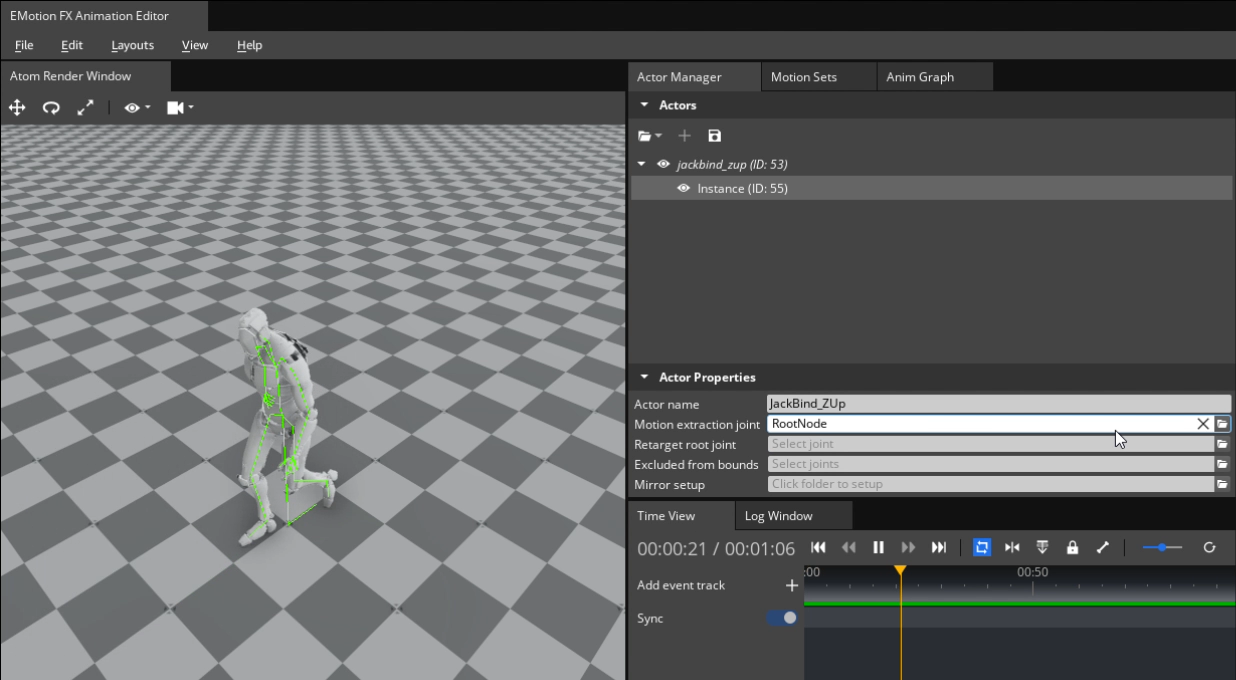 EMotion FX Animation Editor
File Edit Layouts View Help
Atom Render Window
Actor Manager Motion Sets Anim Graph
Actors
jackbind_zup (ID: 53)
Instance (ID: 55)
Actor Properties
Actor name JackBind_ZUp
Motion extraction joint RootNode
Retarget root joint Select joint
Excluded from bounds Select joints
Mirror setup Click folder to setup
Time View Log Window
00:00:21 / 00:01:06
:00 00:50
Add event track
Sync